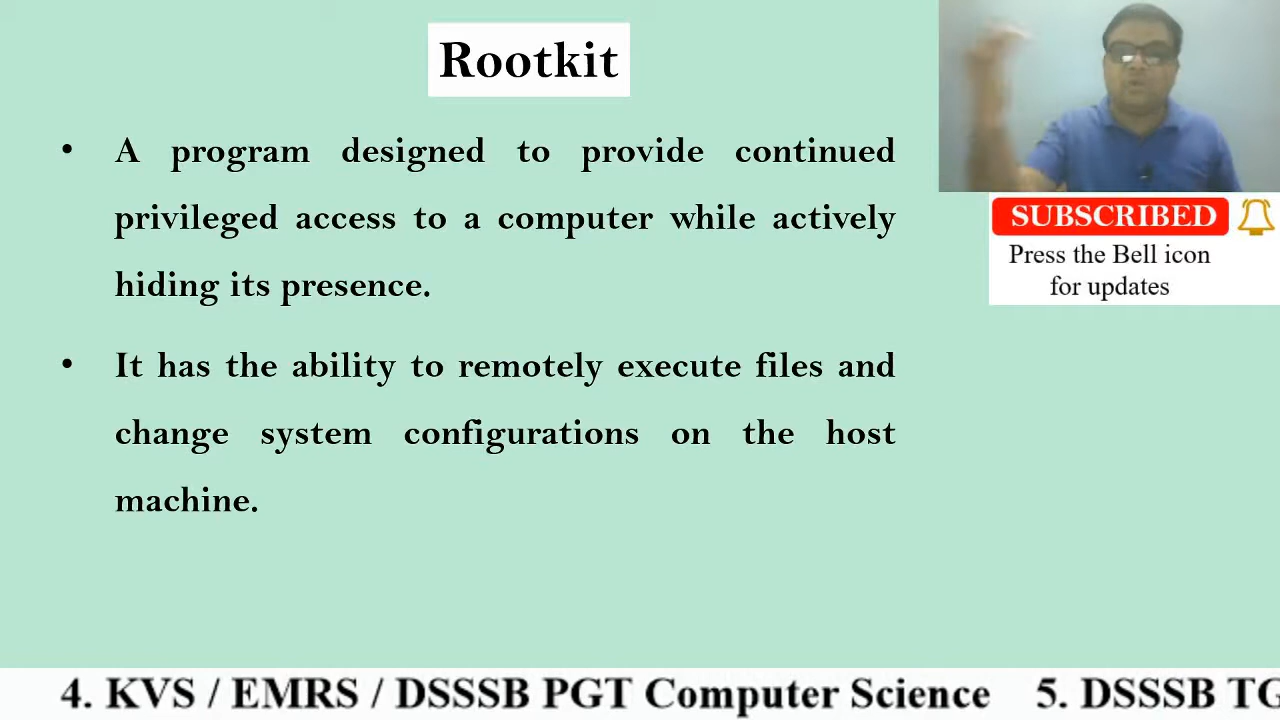 Rootkit
• A program designed to provide continued
privileged access to a computer while actively
hiding its presence.
• It has the ability to remotely execute files and
change system configurations on the host
machine.
SUBSCRIBED
Press the Bell icon
for updates
4. KVS / EMRS / DSSSB PGT Computer Science 5. DSSSB